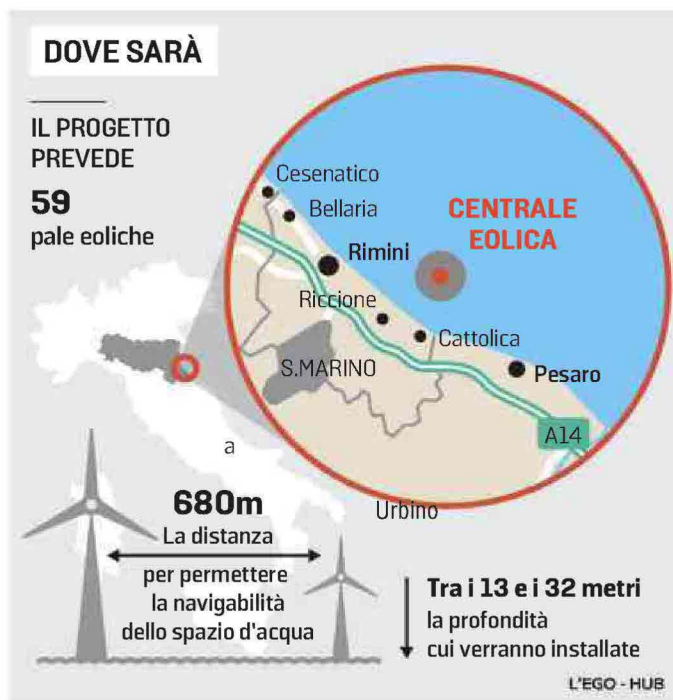 DOVE SARÀ
IL PROGETTO
PREVEDE
59
pale eoliche
Cesenatico
Bellaria
CENTRALE
EOLICA
Rimini
Riccione
Cattolica
S.MARINO
Pesaro
A14
a
Urbino
680m
La distanza
per permettere
la navigabilità
dello spazio d'acqua
Tra i 13 e i 32 metri
la profondità
cui verranno installate
L'EGO - HUB